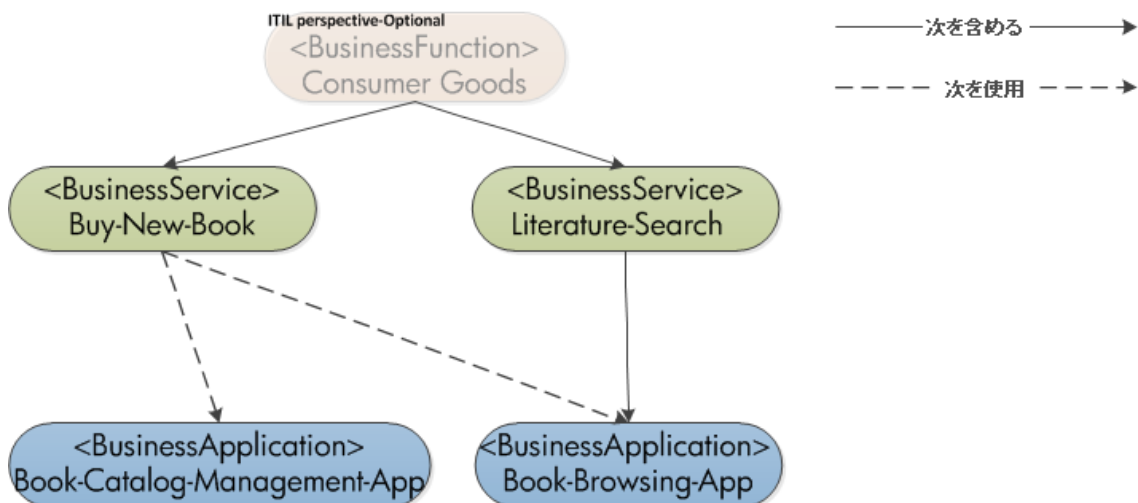 ITIL perspective-Optional
<BusinessFunction>
Consumer Goods
次を含める
次を使用
<BusinessService>
Buy-New-Book
<BusinessService>
Literature-Search
<BusinessApplication>
Book-Catalog-Management-App
<BusinessApplication>
Book-Browsing-App